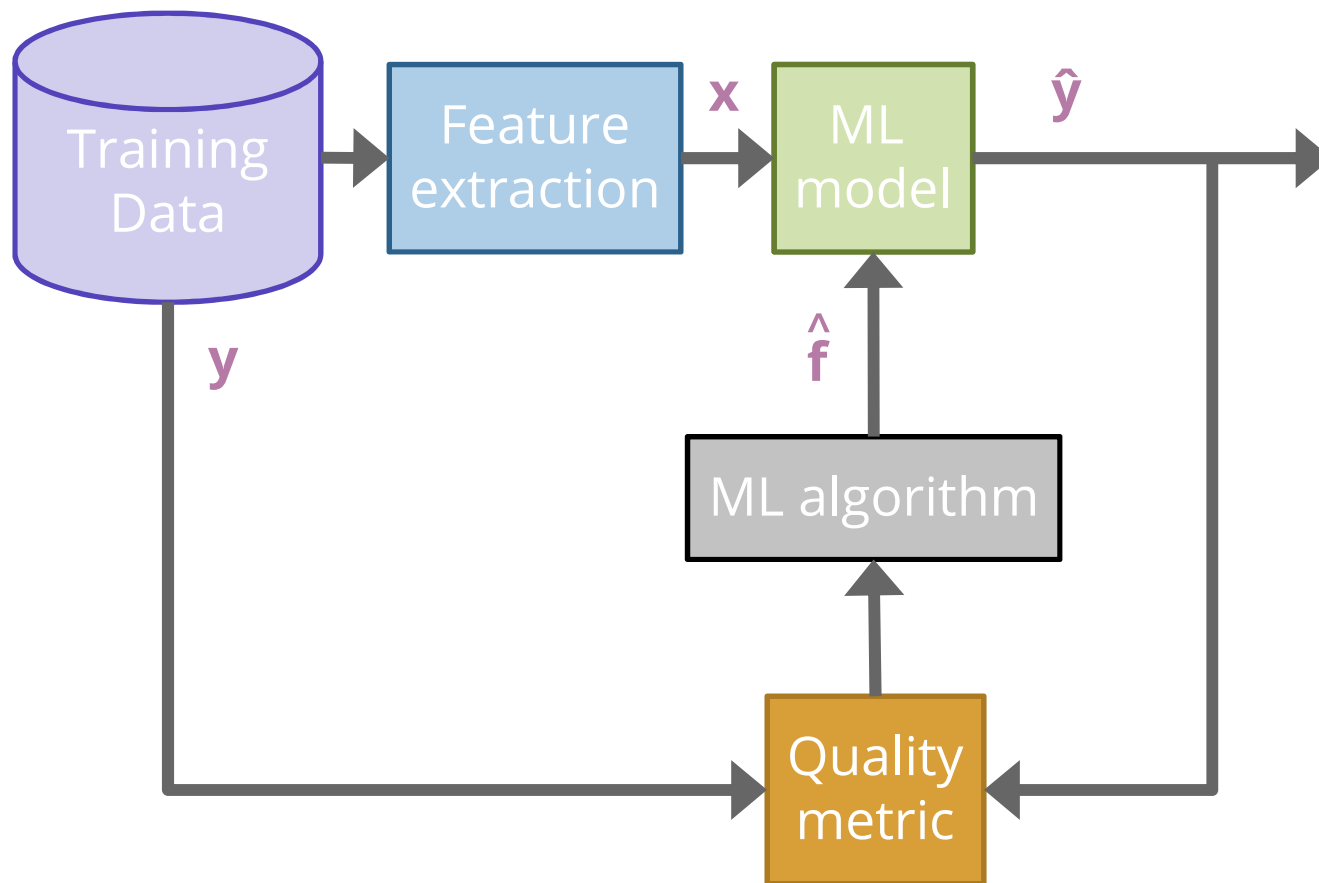 Training
Data
Feature
extraction
x
ML
model
ŷ
y
f̂
ML algorithm
Quality
metric